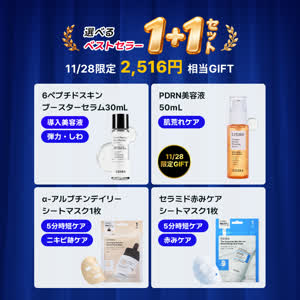 選べる
ベストセラー
1+1セット
11/28限定 2,516円 相当GIFT
6ペプチドスキン
ブースターセラム30mL
導入美容液
弾力・しわ
PDRN美容液
50mL
肌荒れケア
11/28
限定GIFT
COSRX
α-アルブチンデイリー
シートマスク1枚
5分時短ケア
ニキビ跡ケア
セラミド赤みケア
シートマスク1枚
5分時短ケア
赤みケア